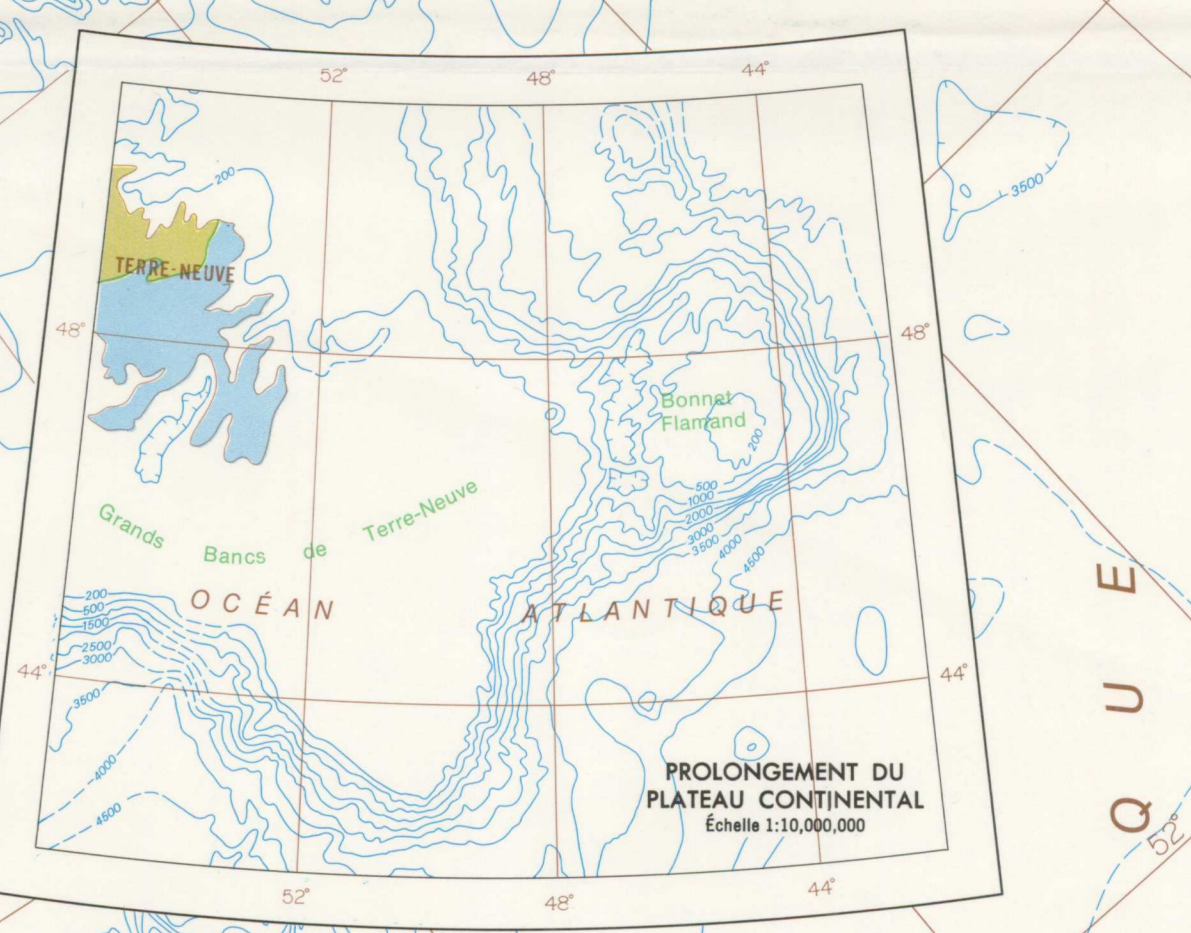 52° 48° 44°
200
3500
TERRE-NEUVE
48° 48°
Bonnet
Flamand
200
500
1000
2000
3000
3500
4000
4500
Grands Bancs de Terre-Neuve
OCÉAN ATLANTIQUE
200
500
1500
2500
3000
3500
4000
4500
44° 44°
PROLONGEMENT DU
PLATEAU CONTINENTAL
Échelle 1:10,000,000
52° 48° 44°
QUE
52°